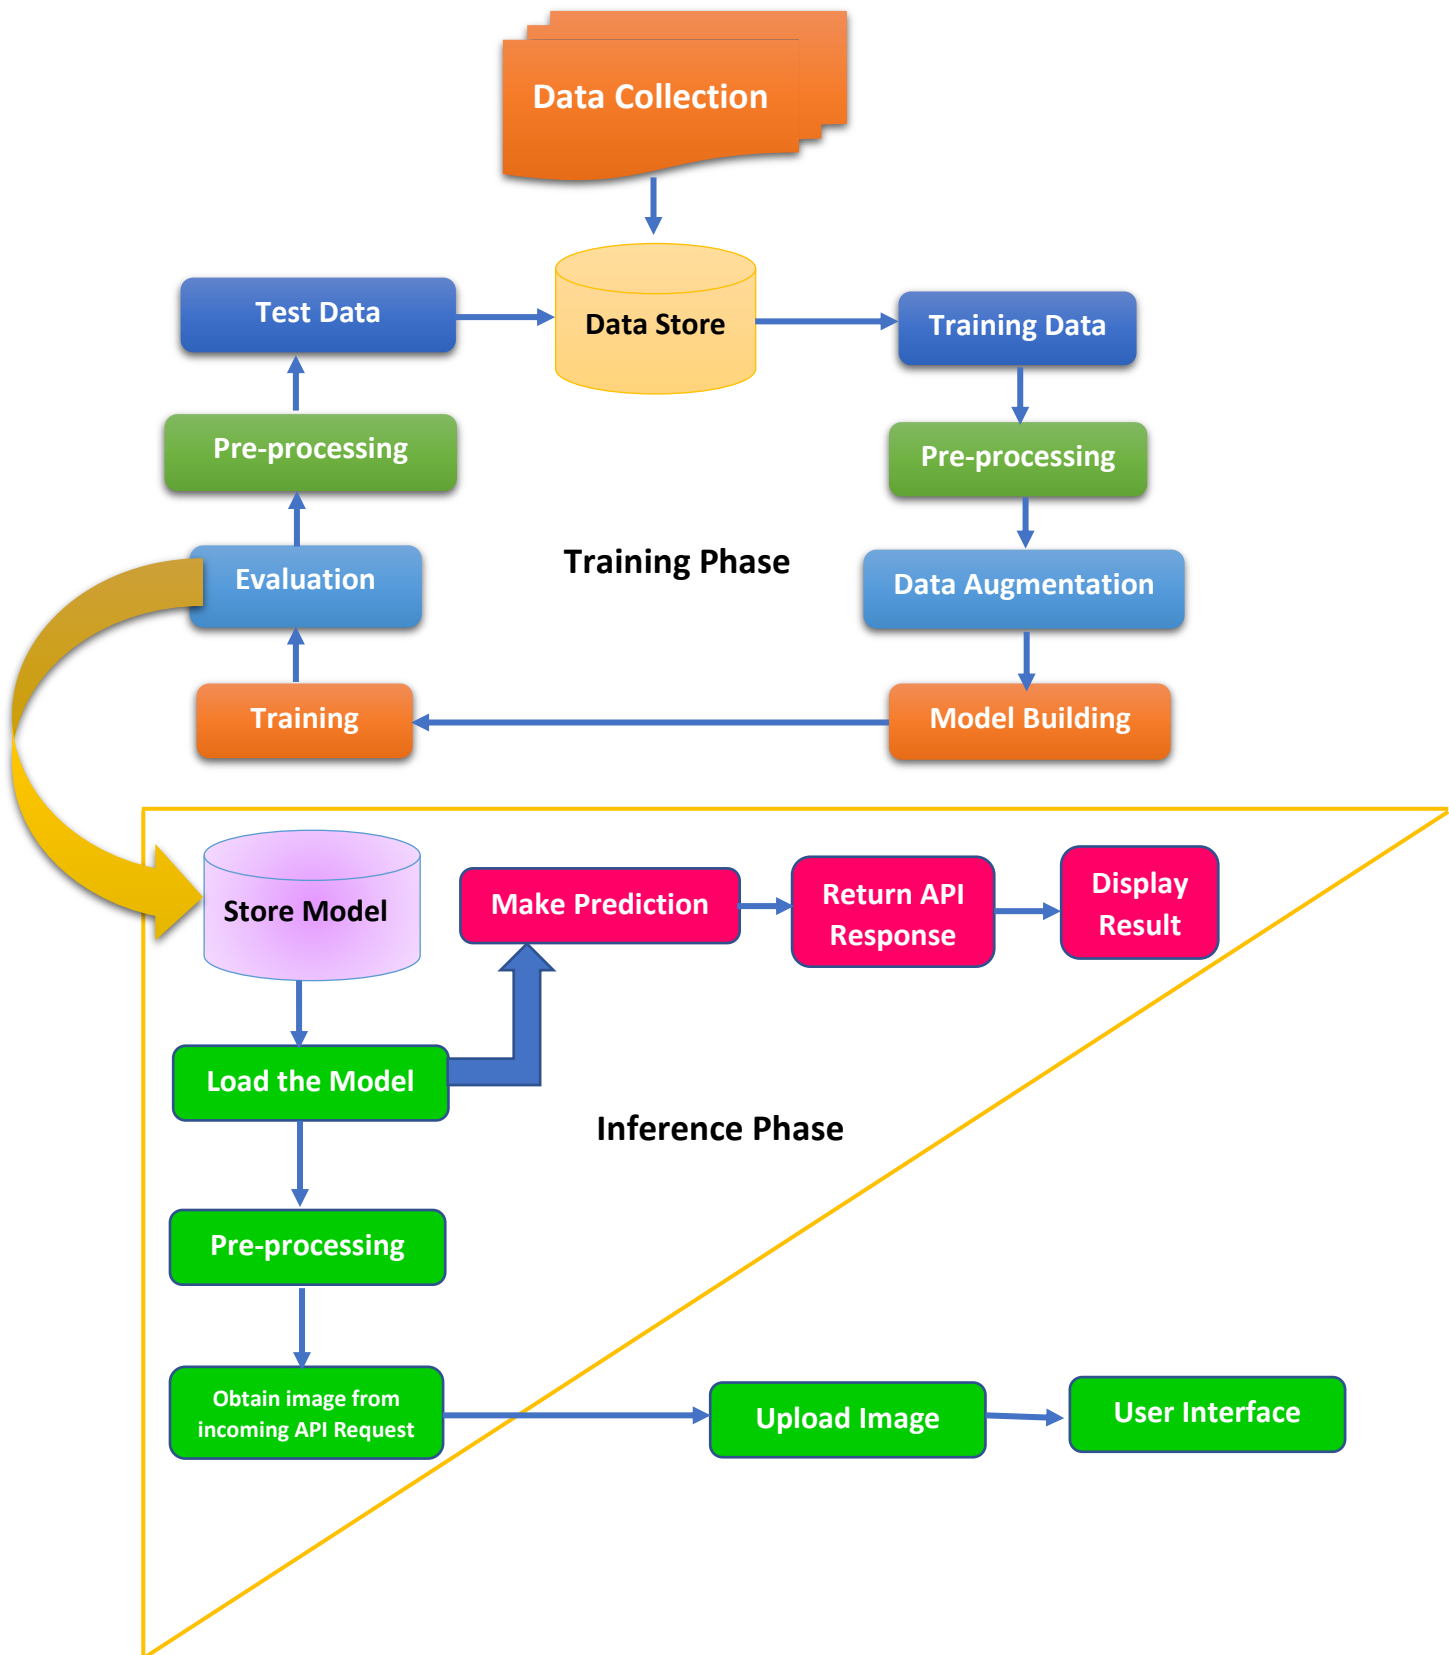 Data Collection
Data Store
Test Data
Training Data
Pre-processing
Pre-processing
Training Phase
Evaluation
Data Augmentation
Training
Model Building
Store Model
Make Prediction
Return API
Response
Display
Result
Load the Model
Inference Phase
Pre-processing
Obtain image from
incoming API Request
Upload Image
User Interface